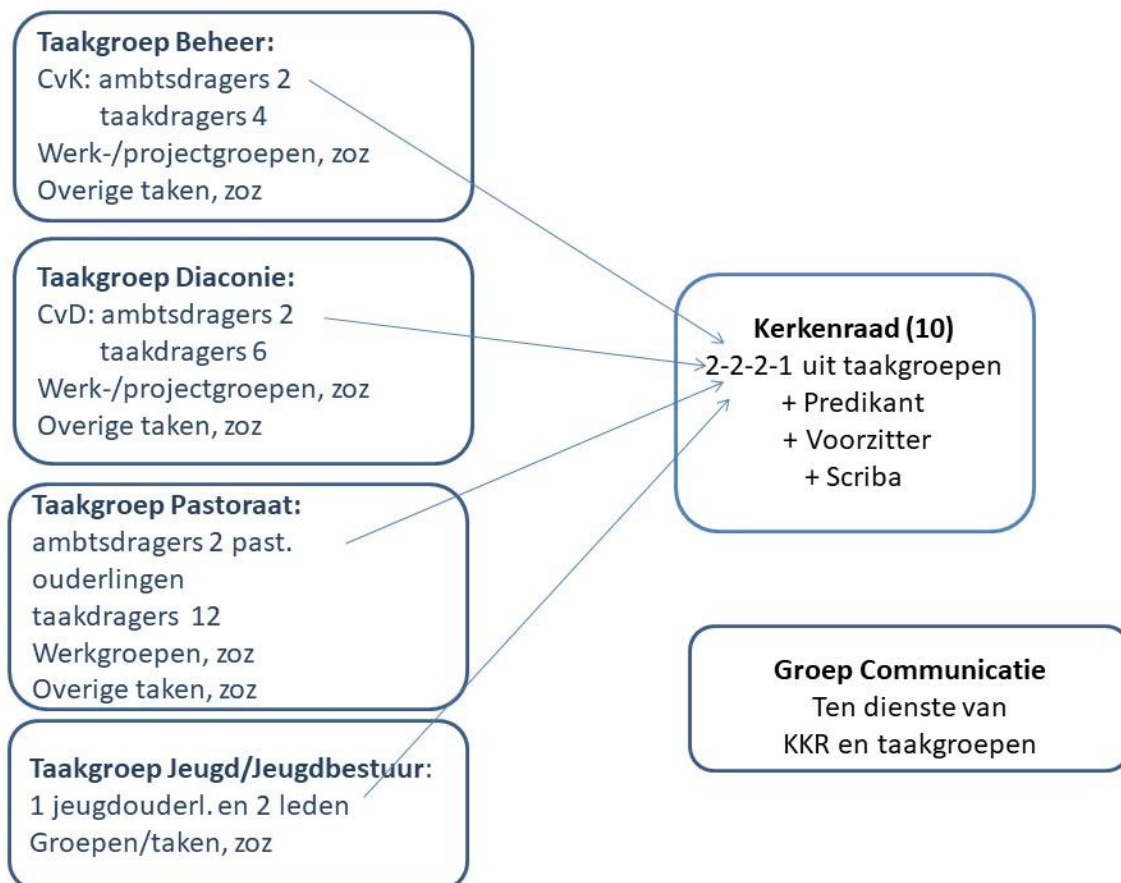 Taakgroep Beheer:
CvK: ambtsdragers 2
taakdragers 4
Werk-/projectgroepen, zoz
Overige taken, zoz
Taakgroep Diaconie:
CvD: ambtsdragers 2
taakdragers 6
Werk-/projectgroepen, zoz
Overige taken, zoz
Taakgroep Pastoraat:
ambtsdragers 2 past.
ouderlingen
taakdragers 12
Werkgroepen, zoz
Overige taken, zoz
Taakgroep Jeugd/Jeugdbestuur:
1 jeugdouderl. en 2 leden
Groepen/taken, zoz
Kerkenraad (10)
2-2-2-1 uit taakgroepen
+ Predikant
+ Voorzitter
+ Scriba
Groep Communicatie
Ten dienste van
KKR en taakgroepen